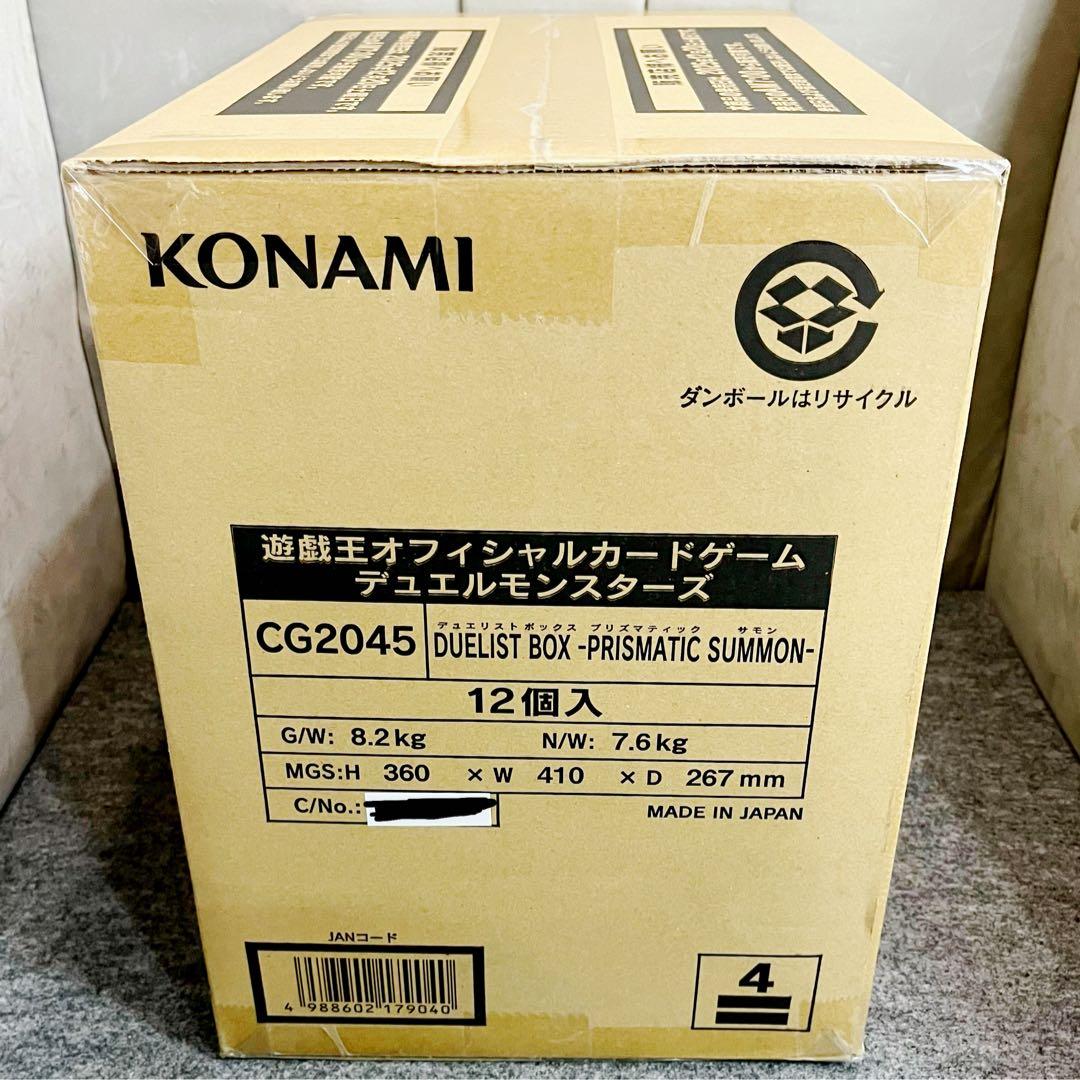 KONAMI
ダンボールはリサイクル
遊戯王オフィシャルカードゲーム
デュエルモンスターズ
CG2045
デュエリストボックス プリズマティック サモン
DUELIST BOX -PRISMATIC SUMMON-
12個入
G/W: 8.2kg N/W: 7.6kg
MGS:H 360 × W 410 × D 267mm
C/No.:
MADE IN JAPAN
JANコード
4 988602 179040
4